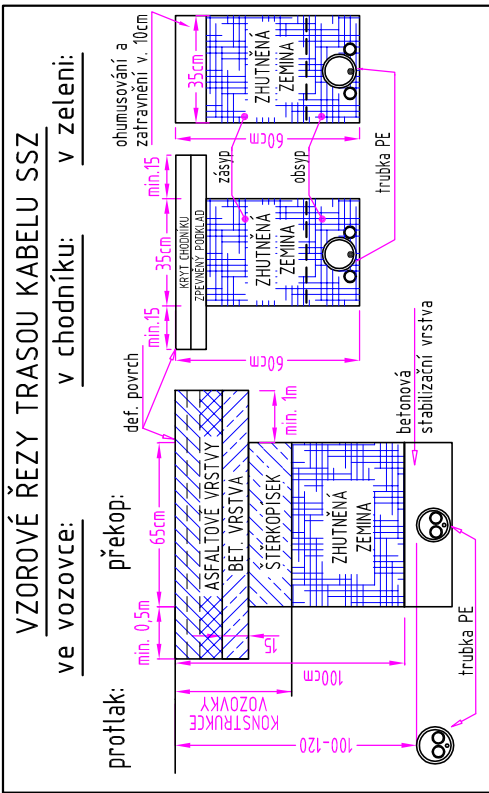 VZOROVÉ ŘEZY TRASOU KABELU SSZ
ve vozovce:
v chodníku:
v zeleni:
protlak:
překop:
def. povrch
ohumusování a
zatravnění v. 10cm
min. 0,5m
65cm
min. 1m
ASFALTOVÉ VRSTVY
BET. VRSTVA
15
ŠTĚRKOPÍSEK
ZHUTNĚNÁ
ZEMINA
KONSTRUKCE
VOZOVKY
100cm
100-120
betonová
stabilizační vrstva
trubka PE
min.15
35cm
min.15
KRYT CHODNÍKU
ZPEVNĚNÝ PODKLAD
ZHUTNĚNÁ
ZEMINA
60cm
zásyp
obsyp
trubka PE
35cm
ZHUTNĚNÁ
ZEMINA
60cm